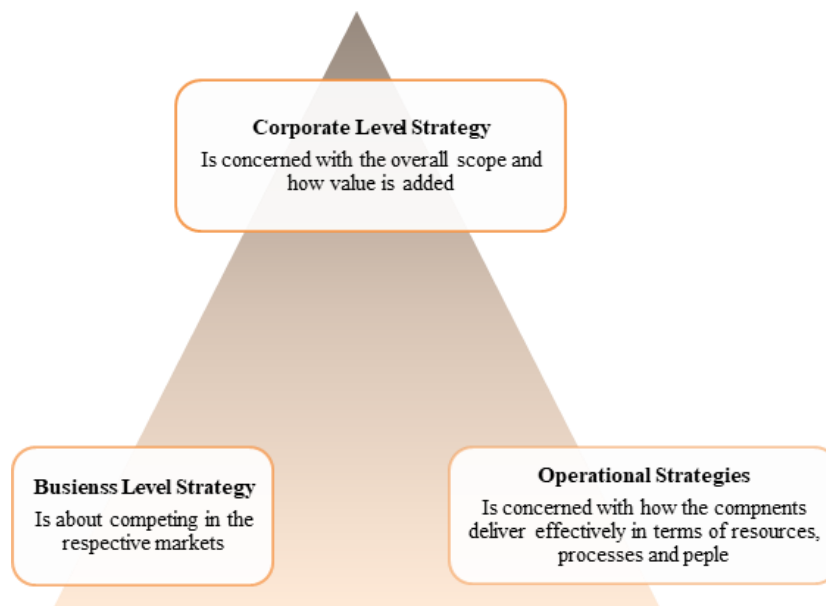 Corporate Level Strategy
Is concerned with the overall scope and
how value is added
Busienss Level Strategy
Is about competing in the
respective markets
Operational Strategies
Is concerned with how the compnents
deliver effectively in terms of resources,
processes and peple